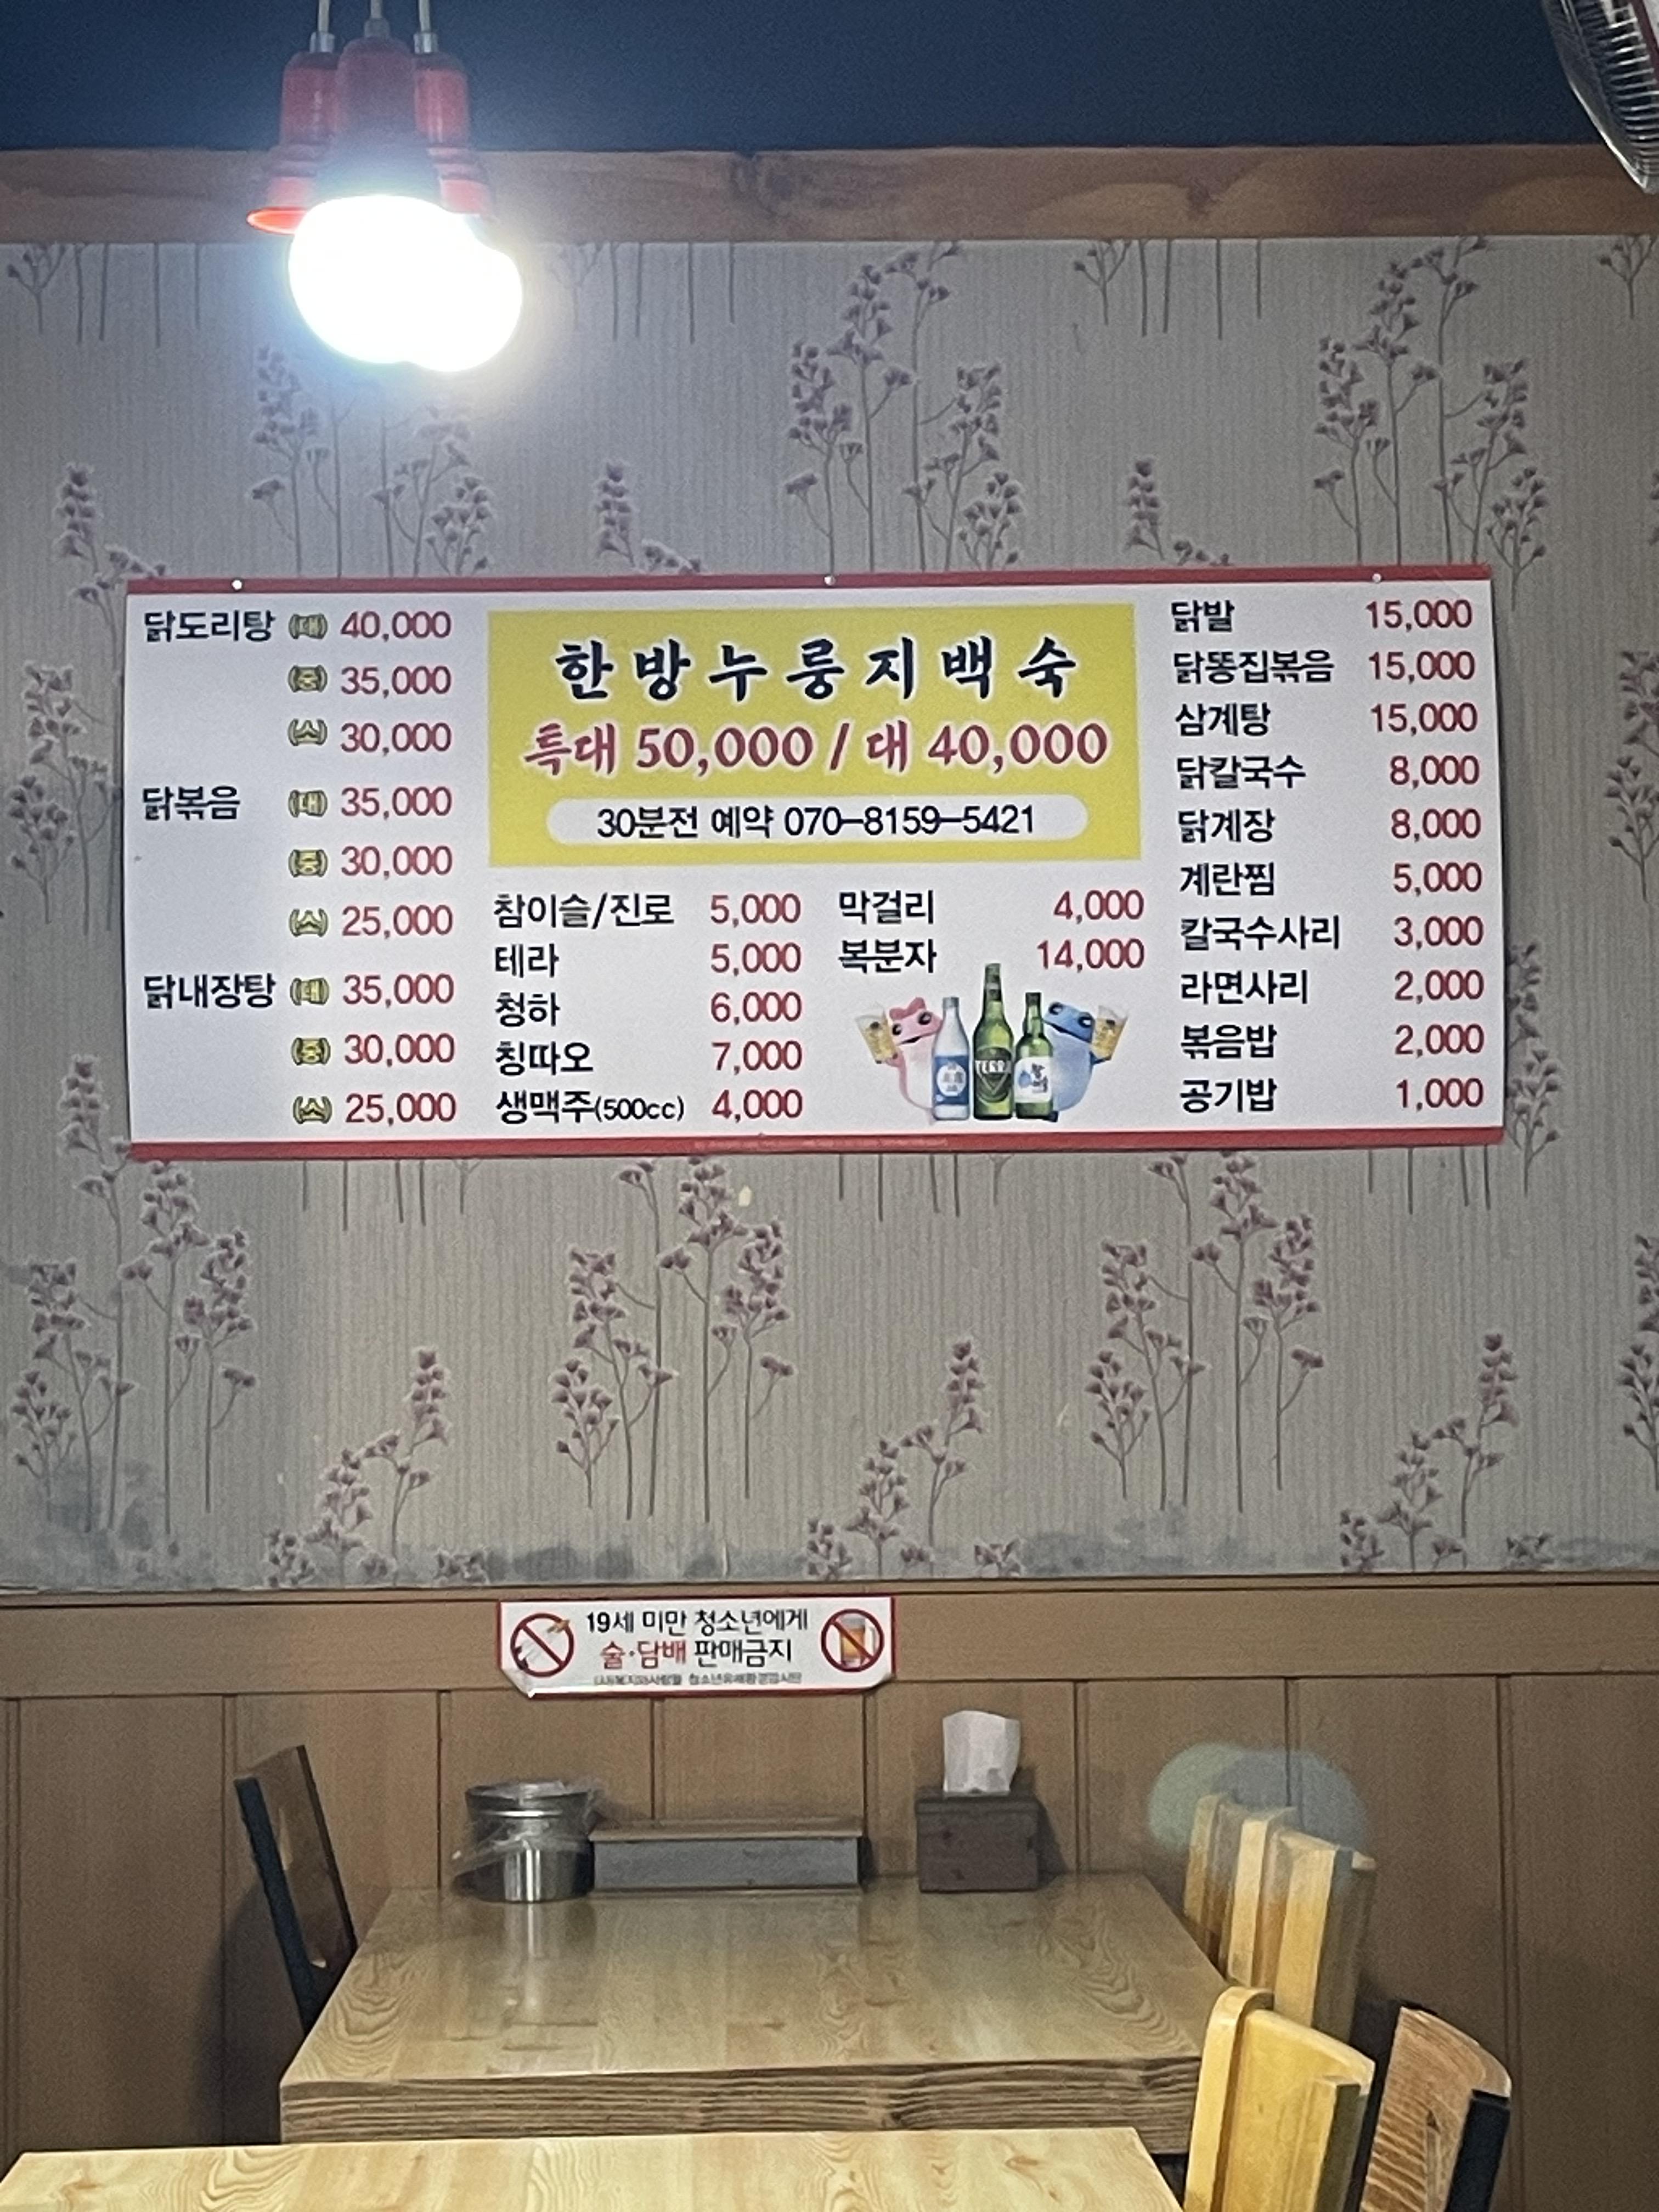 닭도리탕 (대) 40,000
(중) 35,000
(소) 30,000
닭볶음 (대) 35,000
(중) 30,000
(소) 25,000
닭내장탕 (대) 35,000
(중) 30,000
(소) 25,000
한방누룽지백숙
특대 50,000 / 대 40,000
30분전 예약 070-8159-5421
참이슬/진로 5,000
테라 5,000
청하 6,000
칭따오 7,000
생맥주(500cc) 4,000
막걸리 4,000
복분자 14,000
TERRA
닭발 15,000
닭똥집볶음 15,000
삼계탕 15,000
닭칼국수 8,000
닭계장 8,000
계란찜 5,000
칼국수사리 3,000
라면사리 2,000
볶음밥 2,000
공기밥 1,000
19세 미만 청소년에게
술·담배 판매금지